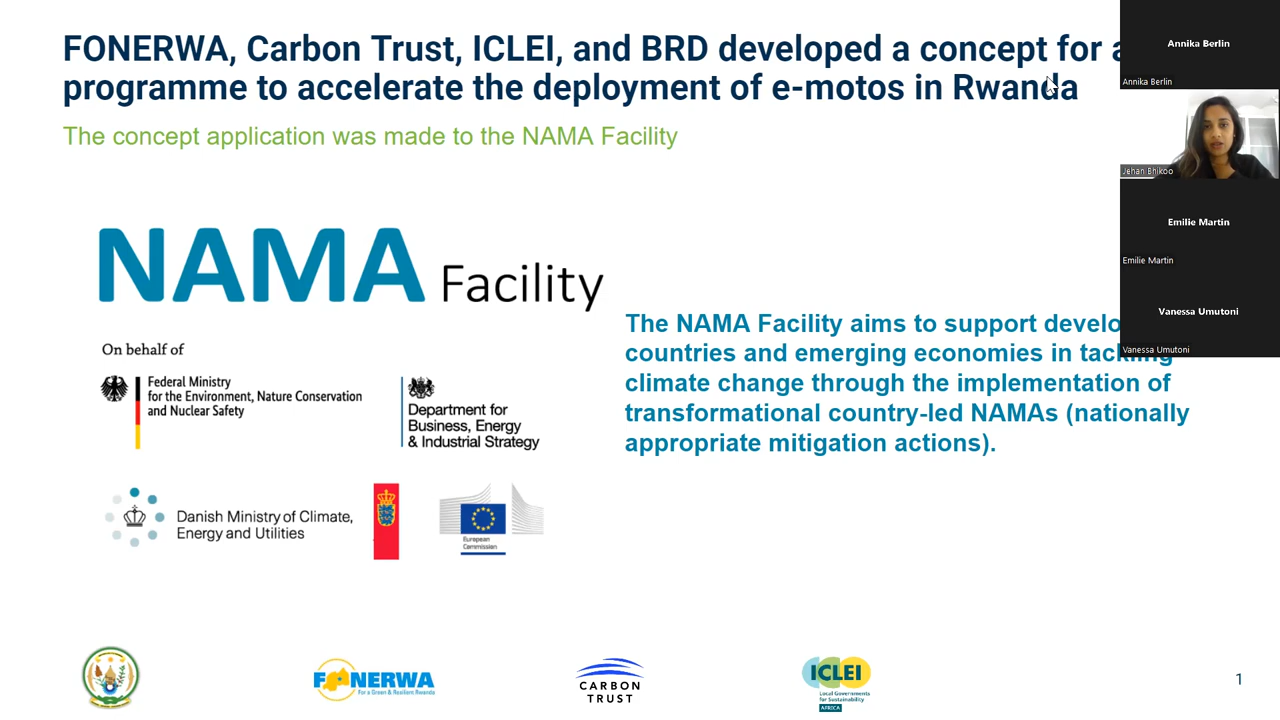 FONERWA, Carbon Trust, ICLEI, and BRD developed a concept for a
programme to accelerate the deployment of e-motos in Rwanda
The concept application was made to the NAMA Facility
Annika Berlin
Annika Berlin
Jehan Bhikoo
Emilie Martin
Emilie Martin
Vanessa Umutoni
Vanessa Umutoni
NAMA Facility
On behalf of
Federal Ministry
for the Environment, Nature Conservation
and Nuclear Safety
Department for
Business, Energy
& Industrial Strategy
Danish Ministry of Climate,
Energy and Utilities
European
Commission
The NAMA Facility aims to support develo
countries and emerging economies in tackling
climate change through the implementation of
transformational country-led NAMAs (nationally
appropriate mitigation actions).
FONERWA
For a Green & Resilient Rwanda
CARBON
TRUST
ICLEI
Local Governments
for Sustainability
AFRICA
1